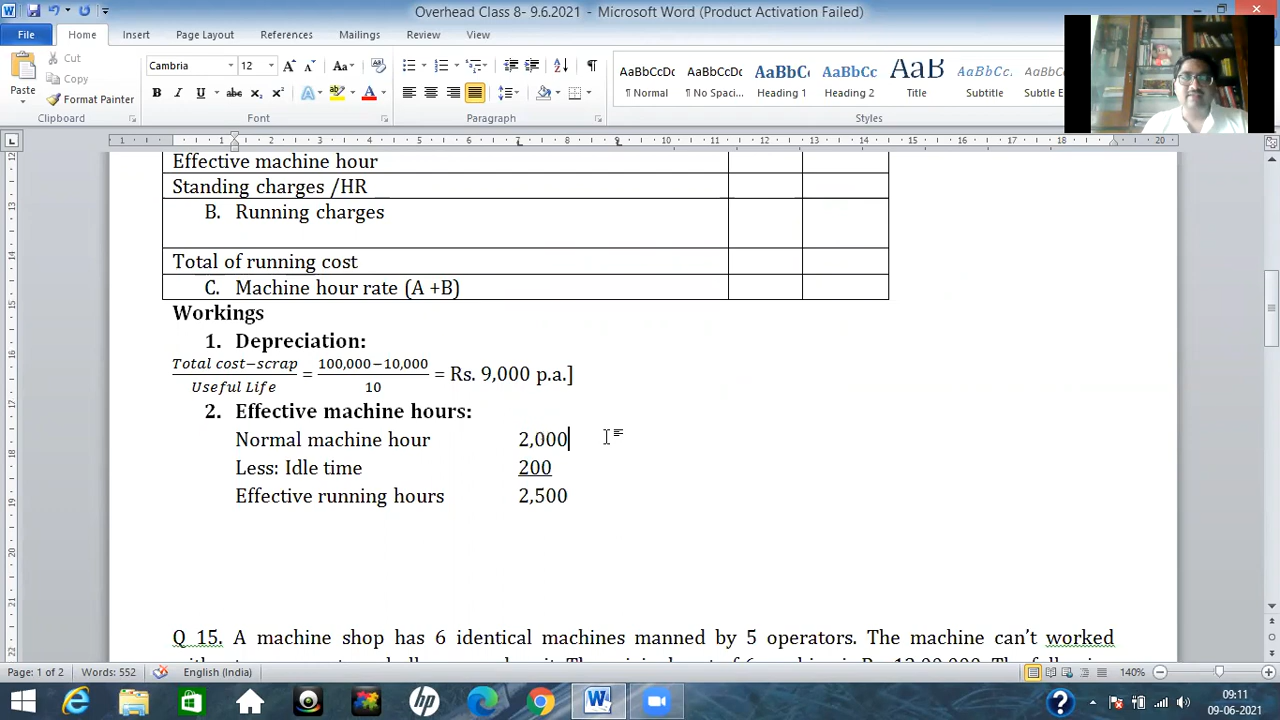 Overhead Class 8- 9.6.2021 - Microsoft Word (Product Activation Failed)
File Home Insert Page Layout References Mailings Review View
Cut
Copy
Paste
Format Painter
Clipboard
Cambria 12
Font
Paragraph
AaBbCcDc AaBbCcDc AaBbCc AaBbCc AaB AaBbCc AaBbCc
¶ Normal ¶ No Spaci... Heading 1 Heading 2 Title Subtitle Subtle E
Styles
Effective machine hour
Standing charges /HR
B. Running charges
Total of running cost
C. Machine hour rate (A +B)
Workings
1. Depreciation:
Total cost−scrap / Useful Life = 100,000−10,000 / 10 = Rs. 9,000 p.a.]
2. Effective machine hours:
Normal machine hour 2,000
Less: Idle time 200
Effective running hours 2,500
Q 15. A machine shop has 6 identical machines manned by 5 operators. The machine can't worked
Page: 1 of 2 Words: 552 English (India) 140%
09:11
09-06-2021